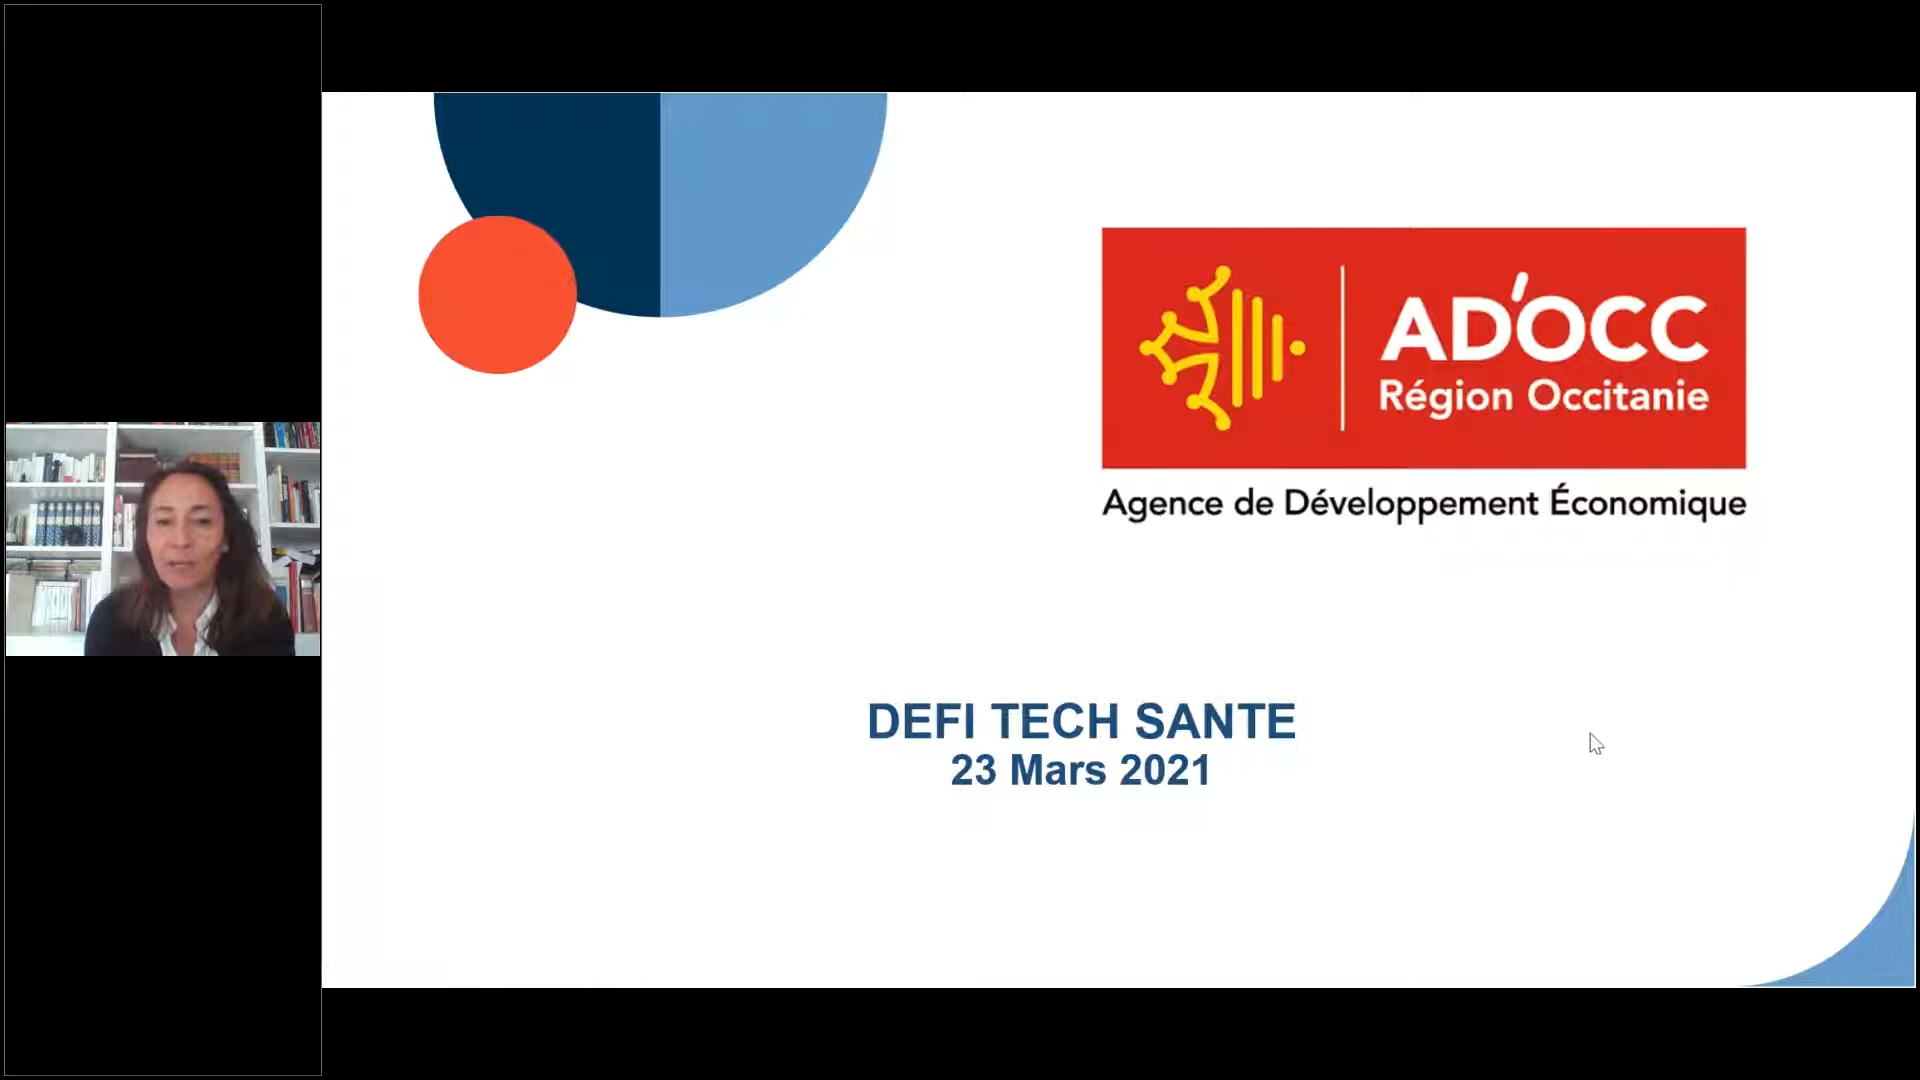 AD'OCC
Région Occitanie
Agence de Développement Économique
DEFI TECH SANTE
23 Mars 2021